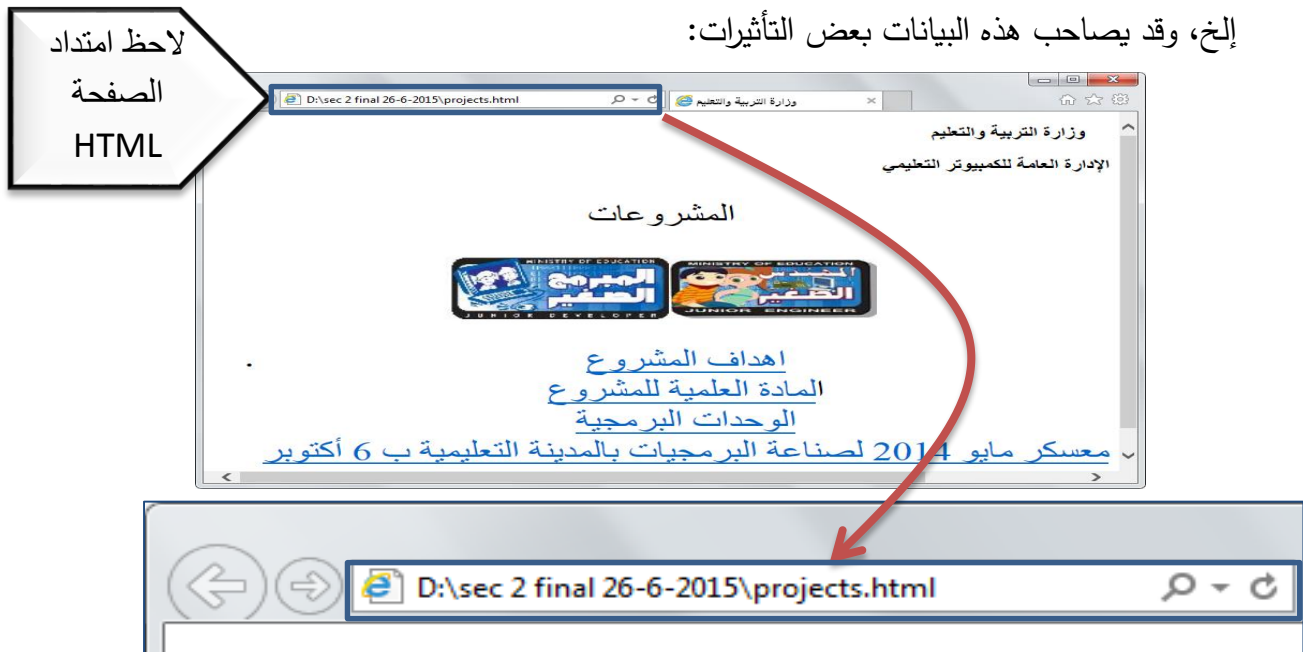 إلخ، وقد يصاحب هذه البيانات بعض التأثيرات:
لاحظ امتداد
الصفحة
HTML
D:\sec 2 final 26-6-2015\projects.html
وزارة التربية والتعليم
وزارة التربية والتعليم
الإدارة العامة للكمبيوتر التعليمي
المشروعات
MINISTRY OF EDUCATION
المهندس
الصغير
JUNIOR ENGINEER
MINISTRY OF EDUCATION
المبرمج
الصغير
JUNIOR DEVELOPER
اهداف المشروع
المادة العلمية للمشروع
الوحدات البرمجية
معسكر مايو 2014 لصناعة البرمجيات بالمدينة التعليمية ب 6 أكتوبر
D:\sec 2 final 26-6-2015\projects.html